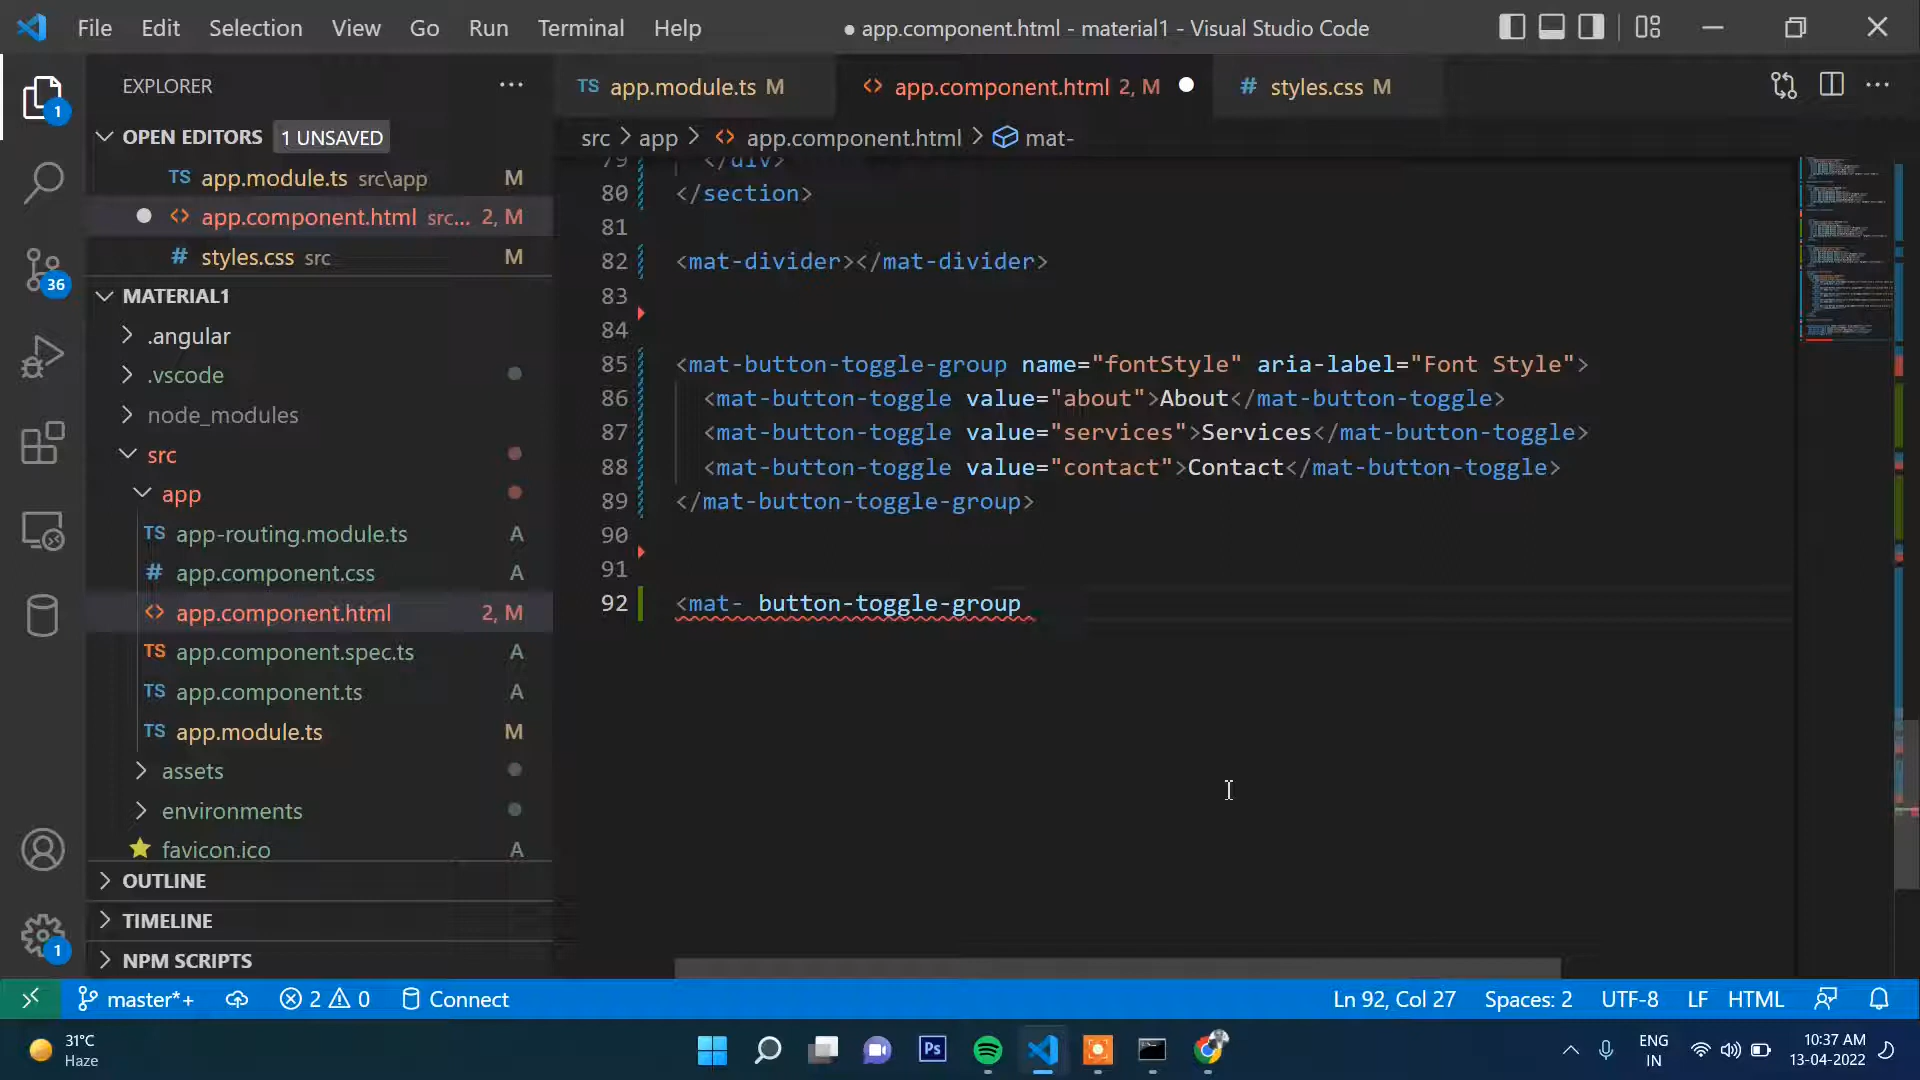 File Edit Selection View Go Run Terminal Help
● app.component.html - material1 - Visual Studio Code
EXPLORER
OPEN EDITORS 1 UNSAVED
TS app.module.ts src\app M
app.component.html src... 2, M
# styles.css src M
MATERIAL1
.angular
.vscode
node_modules
src
app
TS app-routing.module.ts A
# app.component.css A
<> app.component.html 2, M
TS app.component.spec.ts A
TS app.component.ts A
TS app.module.ts M
assets
environments
favicon.ico A
OUTLINE
TIMELINE
NPM SCRIPTS
1
36
1
TS app.module.ts M
<> app.component.html 2, M
# styles.css M
src > app > <> app.component.html > mat-
79 </div>
80 </section>
81
82 <mat-divider></mat-divider>
83
84
85 <mat-button-toggle-group name="fontStyle" aria-label="Font Style">
86 <mat-button-toggle value="about">About</mat-button-toggle>
87 <mat-button-toggle value="services">Services</mat-button-toggle>
88 <mat-button-toggle value="contact">Contact</mat-button-toggle>
89 </mat-button-toggle-group>
90
91
92 <mat- button-toggle-group
master*+ 2 0 Connect
Ln 92, Col 27 Spaces: 2 UTF-8 LF HTML
31°C
Haze
Ps
ENG
IN
10:37 AM
13-04-2022